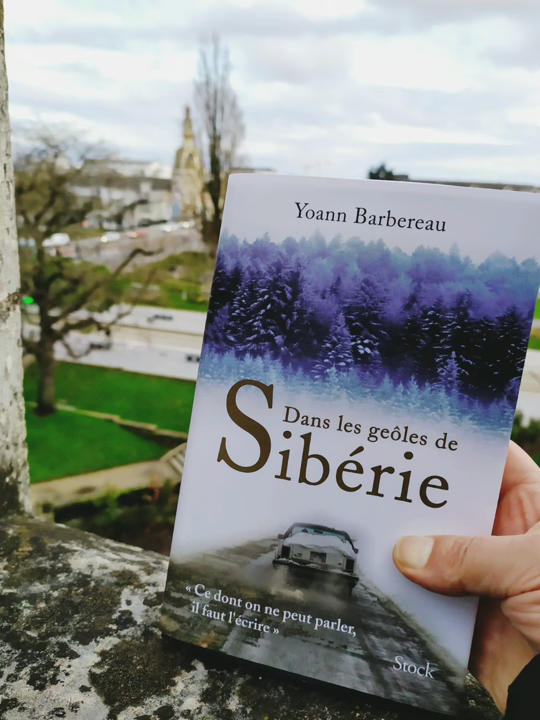 Yoann Barbereau
Dans les geôles de
Sibérie
« Ce dont on ne peut parler,
il faut l'écrire »
Stock